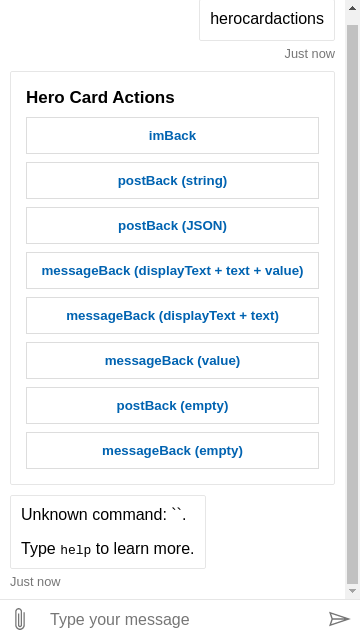 herocardactions
Just now
Hero Card Actions
imBack
postBack (string)
postBack (JSON)
messageBack (displayText + text + value)
messageBack (displayText + text)
messageBack (value)
postBack (empty)
messageBack (empty)
Unknown command: ``.
Type help to learn more.
Just now
Type your message